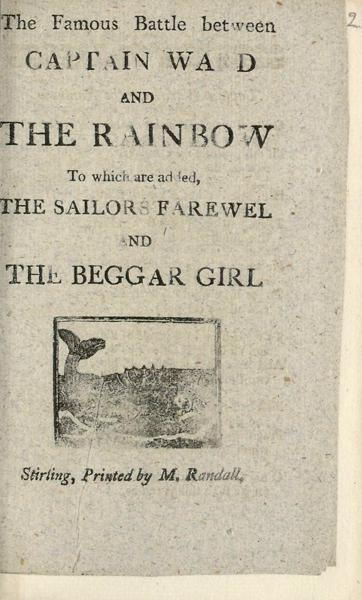 The Famous Battle between
2
CAPTAIN WARD
AND
THE RAINBOW
To which are added,
THE SAILORS FAREWEL
AND
THE BEGGAR GIRL
Stirling, Printed by M. Randall.